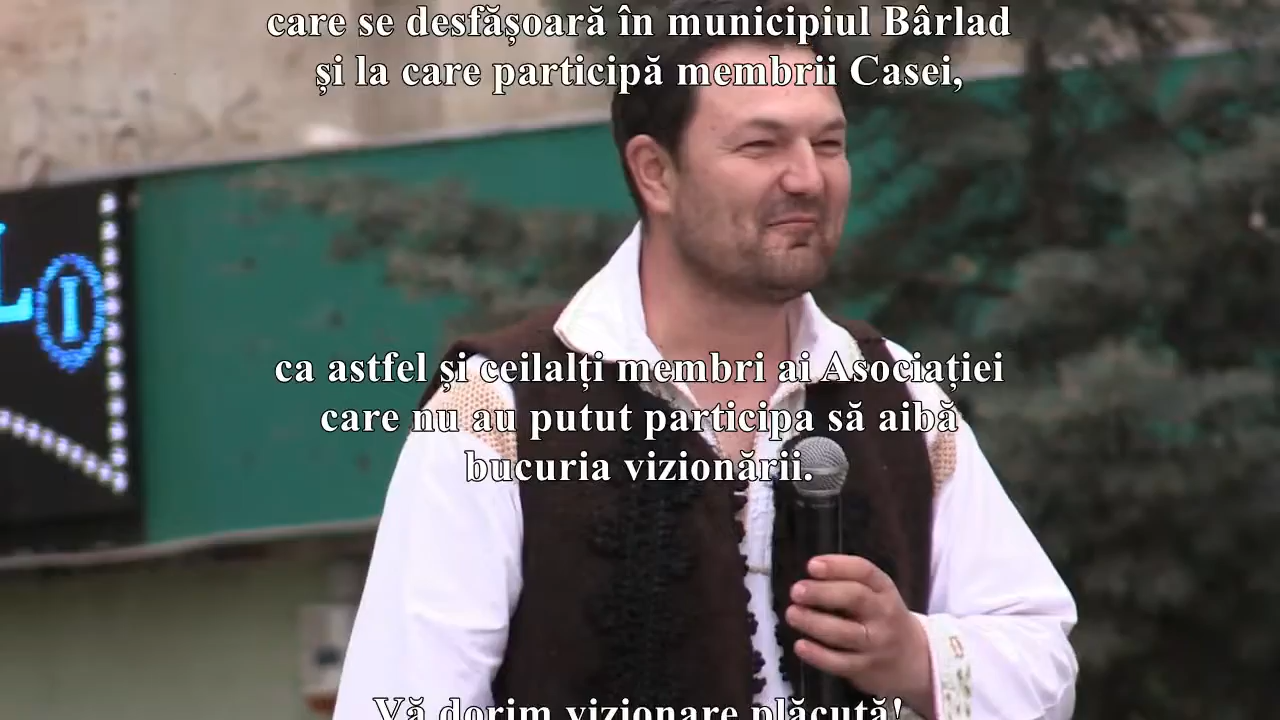 care se desfășoară în municipiul Bârlad
și la care participă membrii Casei,
L I
ca astfel și ceilalți membri ai Asociației
care nu au putut participa să aibă
bucuria vizionării.
Vă dorim vizionare plăcută!